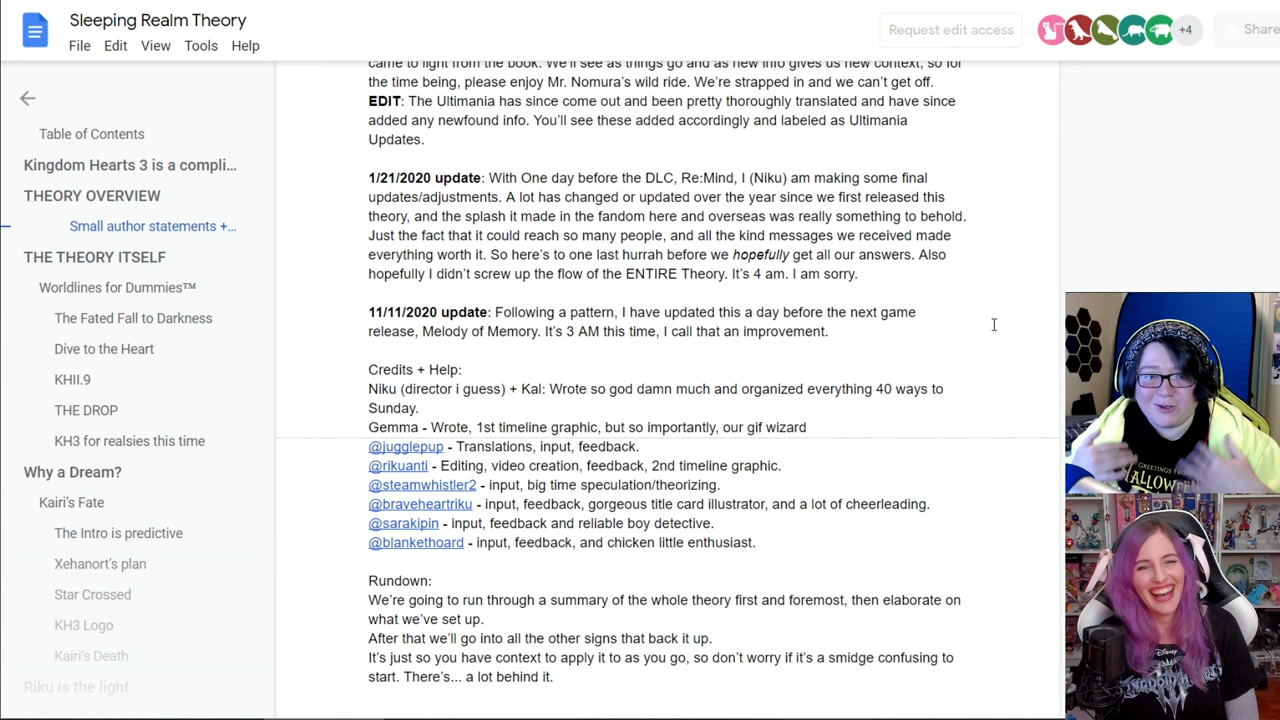 Sleeping Realm Theory
File Edit View Tools Help
Request edit access
+4
Share
Table of Contents
Kingdom Hearts 3 is a compli...
THEORY OVERVIEW
Small author statements +...
THE THEORY ITSELF
Worldlines for Dummies™
The Fated Fall to Darkness
Dive to the Heart
KHII.9
THE DROP
KH3 for realsies this time
Why a Dream?
Kairi's Fate
The Intro is predictive
Xehanort's plan
Star Crossed
KH3 Logo
Kairi's Death
Riku is the light
came to light from the book. We'll see as things go and as new info gives us new context, so for
the time being, please enjoy Mr. Nomura's wild ride. We're strapped in and we can't get off.
EDIT: The Ultimania has since come out and been pretty thoroughly translated and have since
added any newfound info. You'll see these added accordingly and labeled as Ultimania
Updates.
1/21/2020 update: With One day before the DLC, Re:Mind, I (Niku) am making some final
updates/adjustments. A lot has changed or updated over the year since we first released this
theory, and the splash it made in the fandom here and overseas was really something to behold.
Just the fact that it could reach so many people, and all the kind messages we received made
everything worth it. So here's to one last hurrah before we hopefully get all our answers. Also
hopefully I didn't screw up the flow of the ENTIRE Theory. It's 4 am. I am sorry.
11/11/2020 update: Following a pattern, I have updated this a day before the next game
release, Melody of Memory. It's 3 AM this time, I call that an improvement.
Credits + Help:
Niku (director i guess) + Kal: Wrote so god damn much and organized everything 40 ways to
Sunday.
Gemma - Wrote, 1st timeline graphic, but so importantly, our gif wizard
@jugglepup - Translations, input, feedback.
@rikuanti - Editing, video creation, feedback, 2nd timeline graphic.
@steamwhistler2 - input, big time speculation/theorizing.
@braveheartriku - input, feedback, gorgeous title card illustrator, and a lot of cheerleading.
@sarakipin - input, feedback and reliable boy detective.
@blankethoard - input, feedback, and chicken little enthusiast.
Rundown:
We're going to run through a summary of the whole theory first and foremost, then elaborate on
what we've set up.
After that we'll go into all the other signs that back it up.
It's just so you have context to apply it to as you go, so don't worry if it's a smidge confusing to
start. There's... a lot behind it.
GREETINGS FROM
Disney